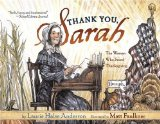 THANK YOU,
Sarah
The Woman
Who Saved
Thanksgiving
by Laurie Halse Anderson
illustrated by Matt Faulkner